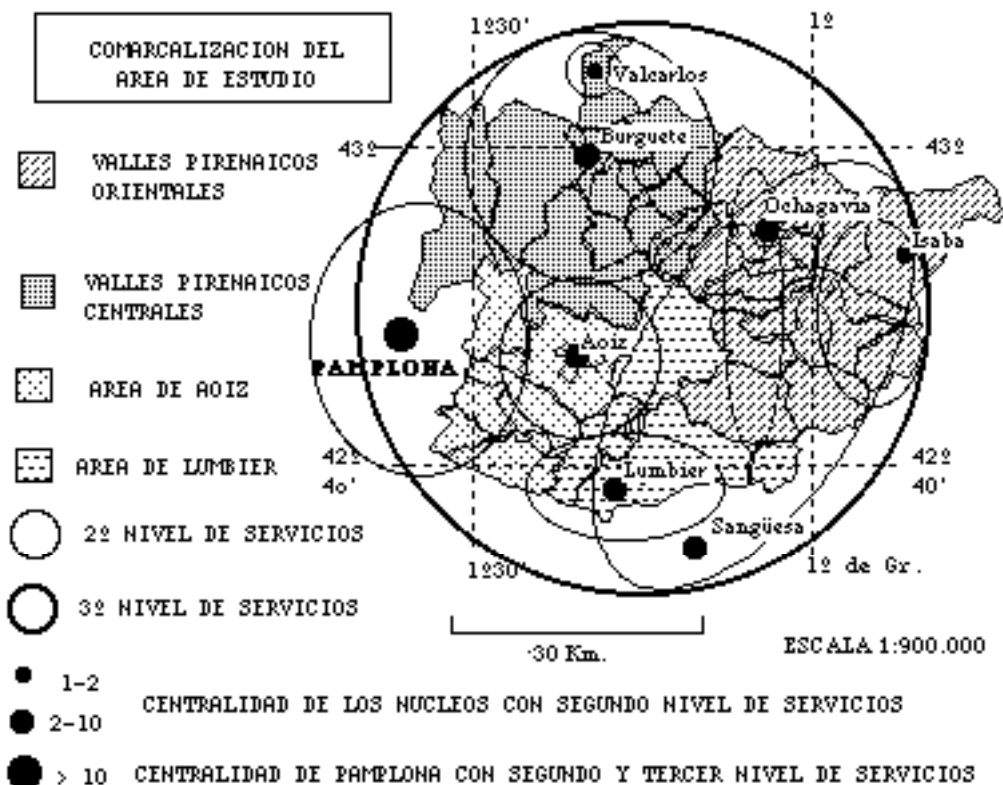 COMARCALIZACION DEL
AREA DE ESTUDIO
VALLES PIRENAICOS
ORIENTALES
VALLES PIRENAICOS
CENTRALES
AREA DE AOIZ
AREA DE LUMBIER
2º NIVEL DE SERVICIOS
3º NIVEL DE SERVICIOS
1-2
2-10
CENTRALIDAD DE LOS NUCLEOS CON SEGUNDO NIVEL DE SERVICIOS
> 10 CENTRALIDAD DE PAMPLONA CON SEGUNDO Y TERCER NIVEL DE SERVICIOS
1º30'
1º
Valcarlos
Burguete
43º
43º
Ochagavia
Isaba
Aoiz
PAMPLONA
42º
4o'
42º
40'
Lumbier
Sangüesa
1º30
1º de Gr.
30 Km.
ESCALA 1:900.000